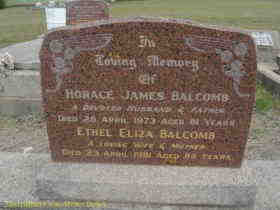 In
Loving Memory
Of
HORACE JAMES BALCOMB
A DEVOTED HUSBAND & FATHER
DIED 28 APRIL 1973 AGED 81 YEARS
ETHEL ELIZA BALCOMB
A LOVING WIFE & MOTHER
DIED 23 APRIL 1981 AGED 88 YEARS